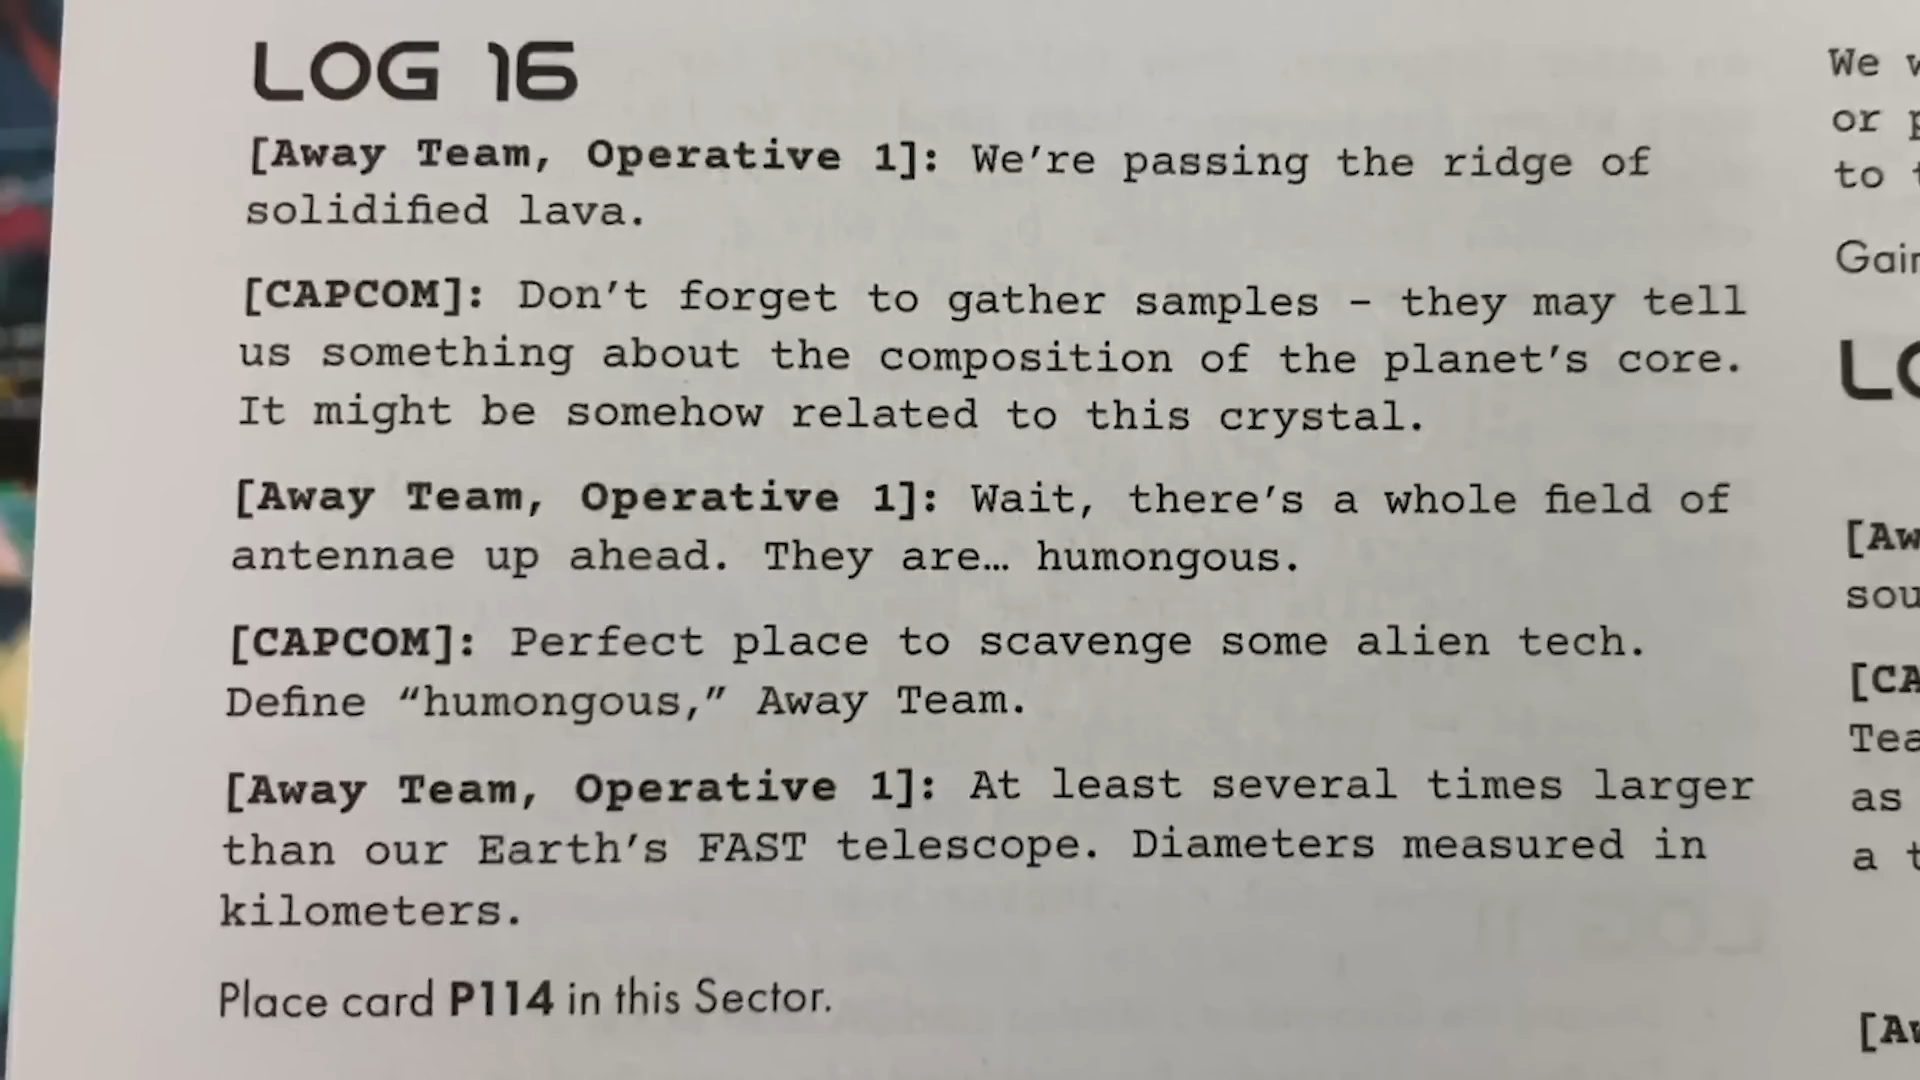 LOG 16
[Away Team, Operative 1]: We're passing the ridge of
solidified lava.
[CAPCOM]: Don't forget to gather samples – they may tell
us something about the composition of the planet's core.
It might be somehow related to this crystal.
[Away Team, Operative 1]: Wait, there's a whole field of
antennae up ahead. They are… humongous.
[CAPCOM]: Perfect place to scavenge some alien tech.
Define “humongous,” Away Team.
[Away Team, Operative 1]: At least several times larger
than our Earth's FAST telescope. Diameters measured in
kilometers.
Place card P114 in this Sector.
We
or
to
as
a